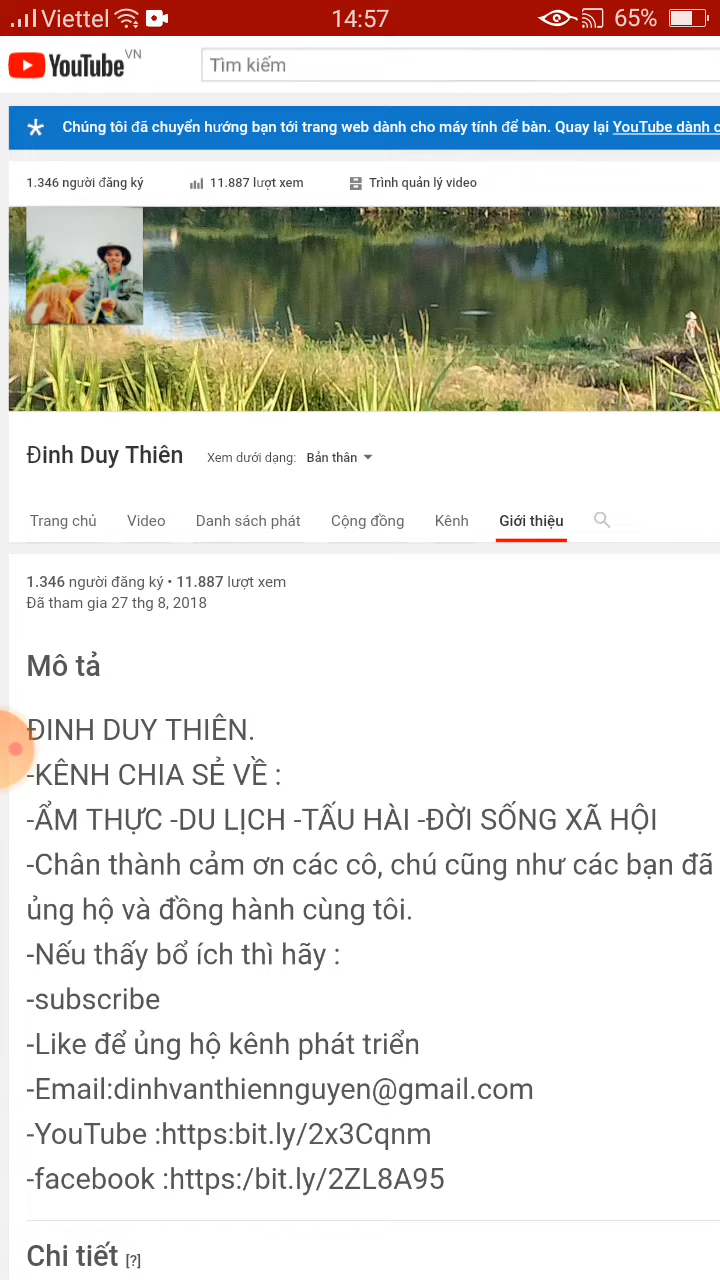 Viettel 14:57 65%
YouTube VN Tìm kiếm
Chúng tôi đã chuyển hướng bạn tới trang web dành cho máy tính để bàn. Quay lại YouTube dành c
1.346 người đăng ký 11.887 lượt xem Trình quản lý video
Đinh Duy Thiên Xem dưới dạng: Bản thân
Trang chủ Video Danh sách phát Cộng đồng Kênh Giới thiệu
1.346 người đăng ký • 11.887 lượt xem
Đã tham gia 27 thg 8, 2018
Mô tả
ĐINH DUY THIÊN.
-KÊNH CHIA SẺ VỀ :
-ẨM THỰC -DU LỊCH -TẤU HÀI -ĐỜI SỐNG XÃ HỘI
-Chân thành cảm ơn các cô, chú cũng như các bạn đã
ủng hộ và đồng hành cùng tôi.
-Nếu thấy bổ ích thì hãy :
-subscribe
-Like để ủng hộ kênh phát triển
-Email:dinhvanthiennguyen@gmail.com
-YouTube :https:bit.ly/2x3Cqnm
-facebook :https:/bit.ly/2ZL8A95
Chi tiết [?]